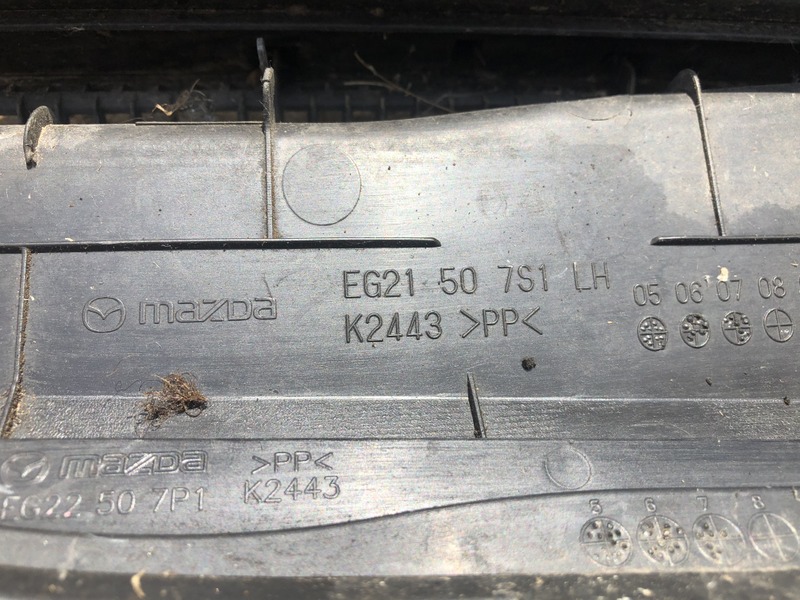 mazda
EG21 50 7S1 LH
K2443 >PP<
05 06 07 08
mazda >PP<
EG22 50 7P1 K2443
5 6 7 8